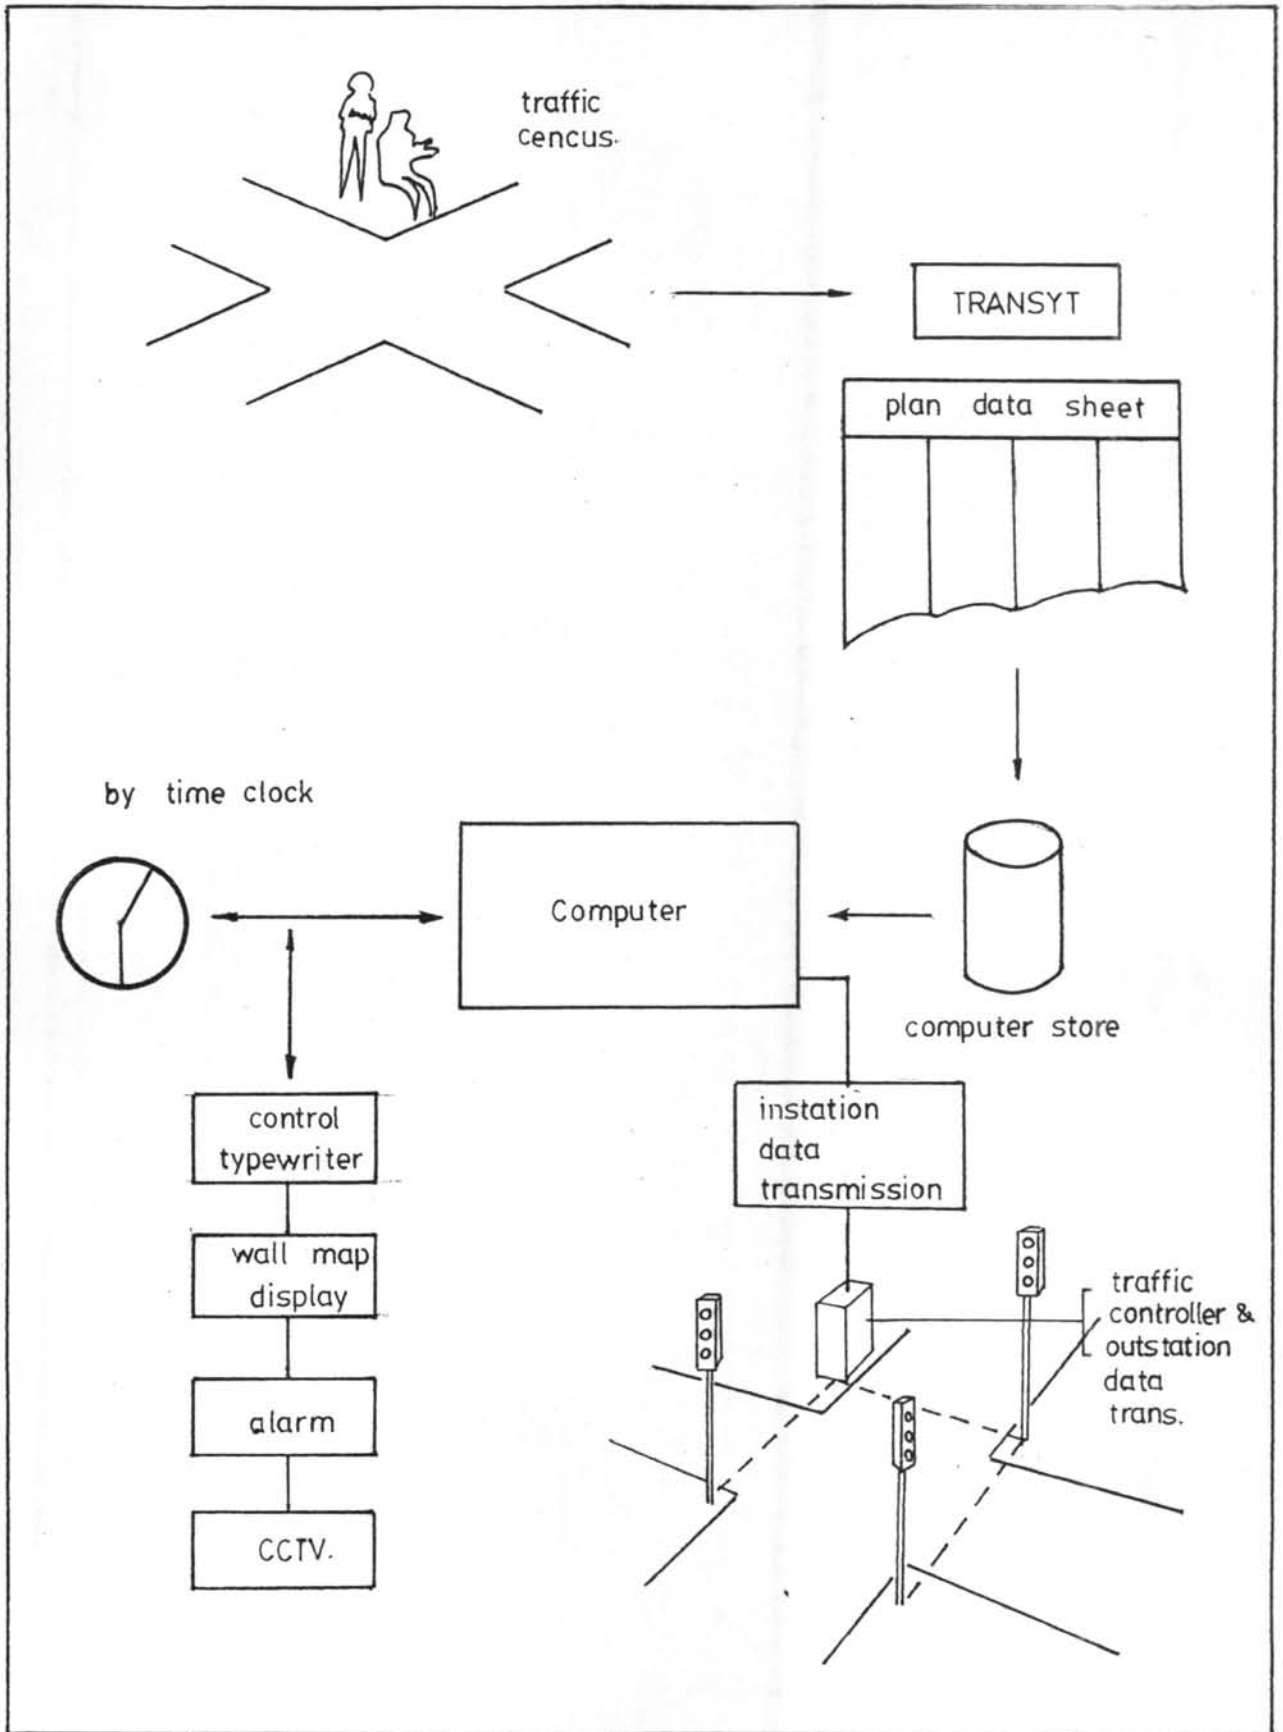 traffic
cencus.
TRANSYT
plan data sheet
by time clock
Computer
computer store
control
typewriter
wall map
display
alarm
CCTV.
instation
data
transmission
traffic
controller &
outstation
data
trans.